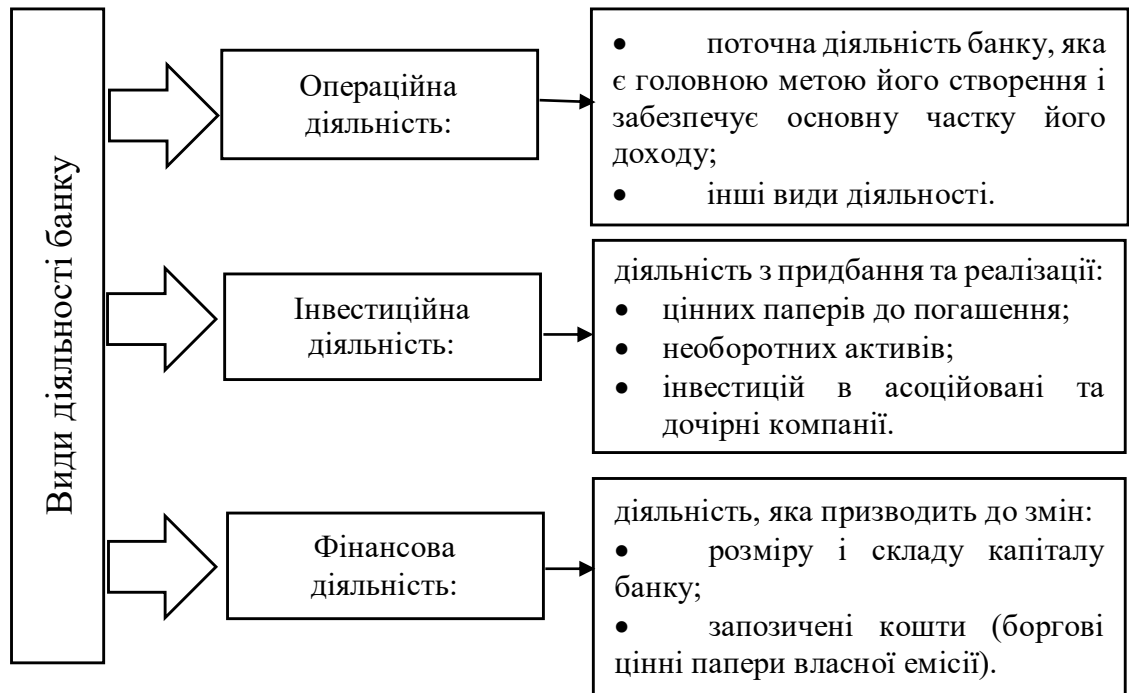 Види діяльності банку
Операційна
діяльність:
• поточна діяльність банку, яка
є головною метою його створення і
забезпечує основну частку його
доходу;
• інші види діяльності.
Інвестиційна
діяльність:
діяльність з придбання та реалізації:
• цінних паперів до погашення;
• необоротних активів;
• інвестицій в асоційовані та
дочірні компанії.
Фінансова
діяльність:
діяльність, яка призводить до змін:
• розміру і складу капіталу
банку;
• запозичені кошти (боргові
цінні папери власної емісії).